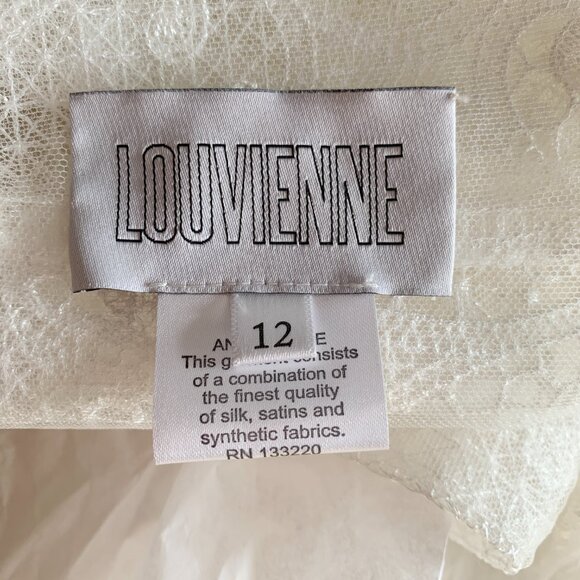 LOUVIENNE
12
This consists
of a combination of
the finest quality
of silk, satins and
synthetic fabrics.
RN 133220